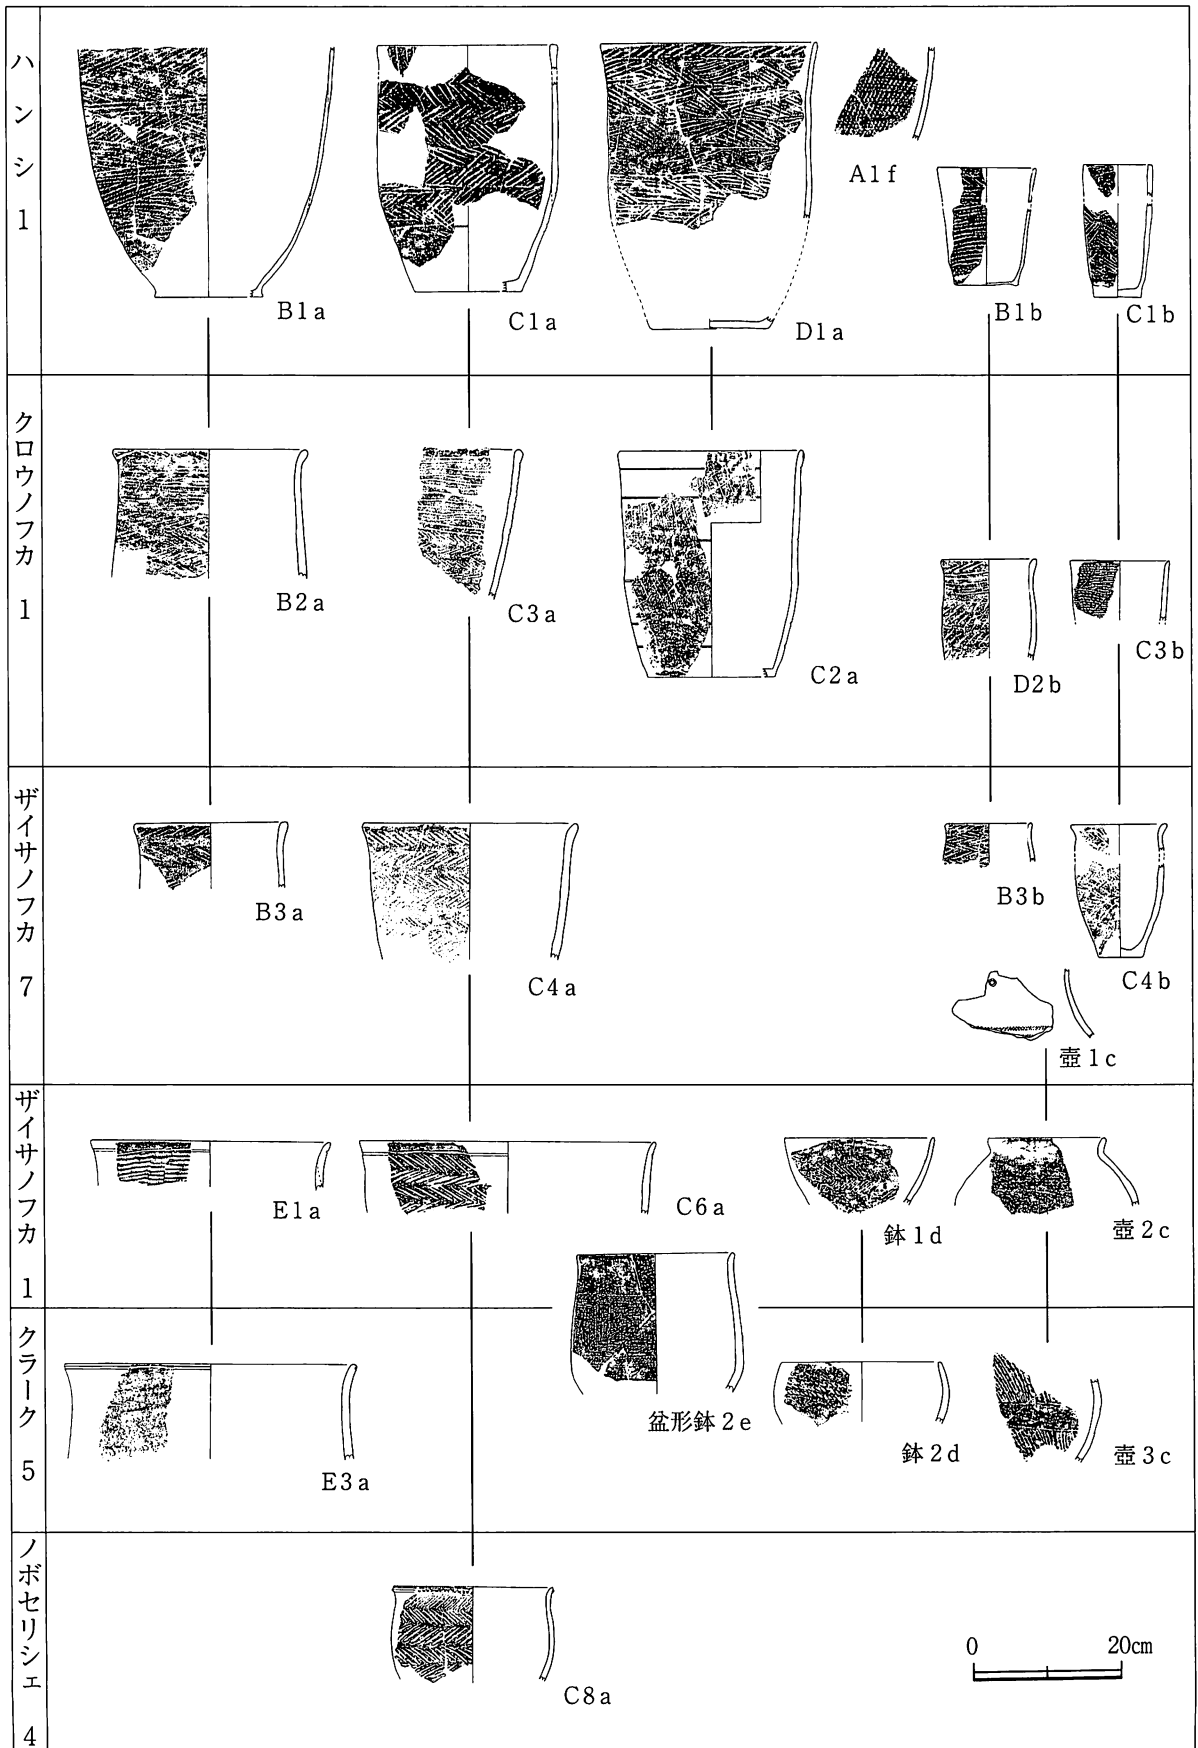 ハンシ1
B1a
C1a
D1a
A1f
B1b
C1b
クロウノフカ1
B2a
C3a
C2a
D2b
C3b
ザイサノフカ7
B3a
C4a
B3b
C4b
壺1c
ザイサノフカ1
E1a
C6a
鉢1d
壺2c
クラーク5
E3a
盆形鉢2e
鉢2d
壺3c
ノボセリシェ4
C8a
0 20cm